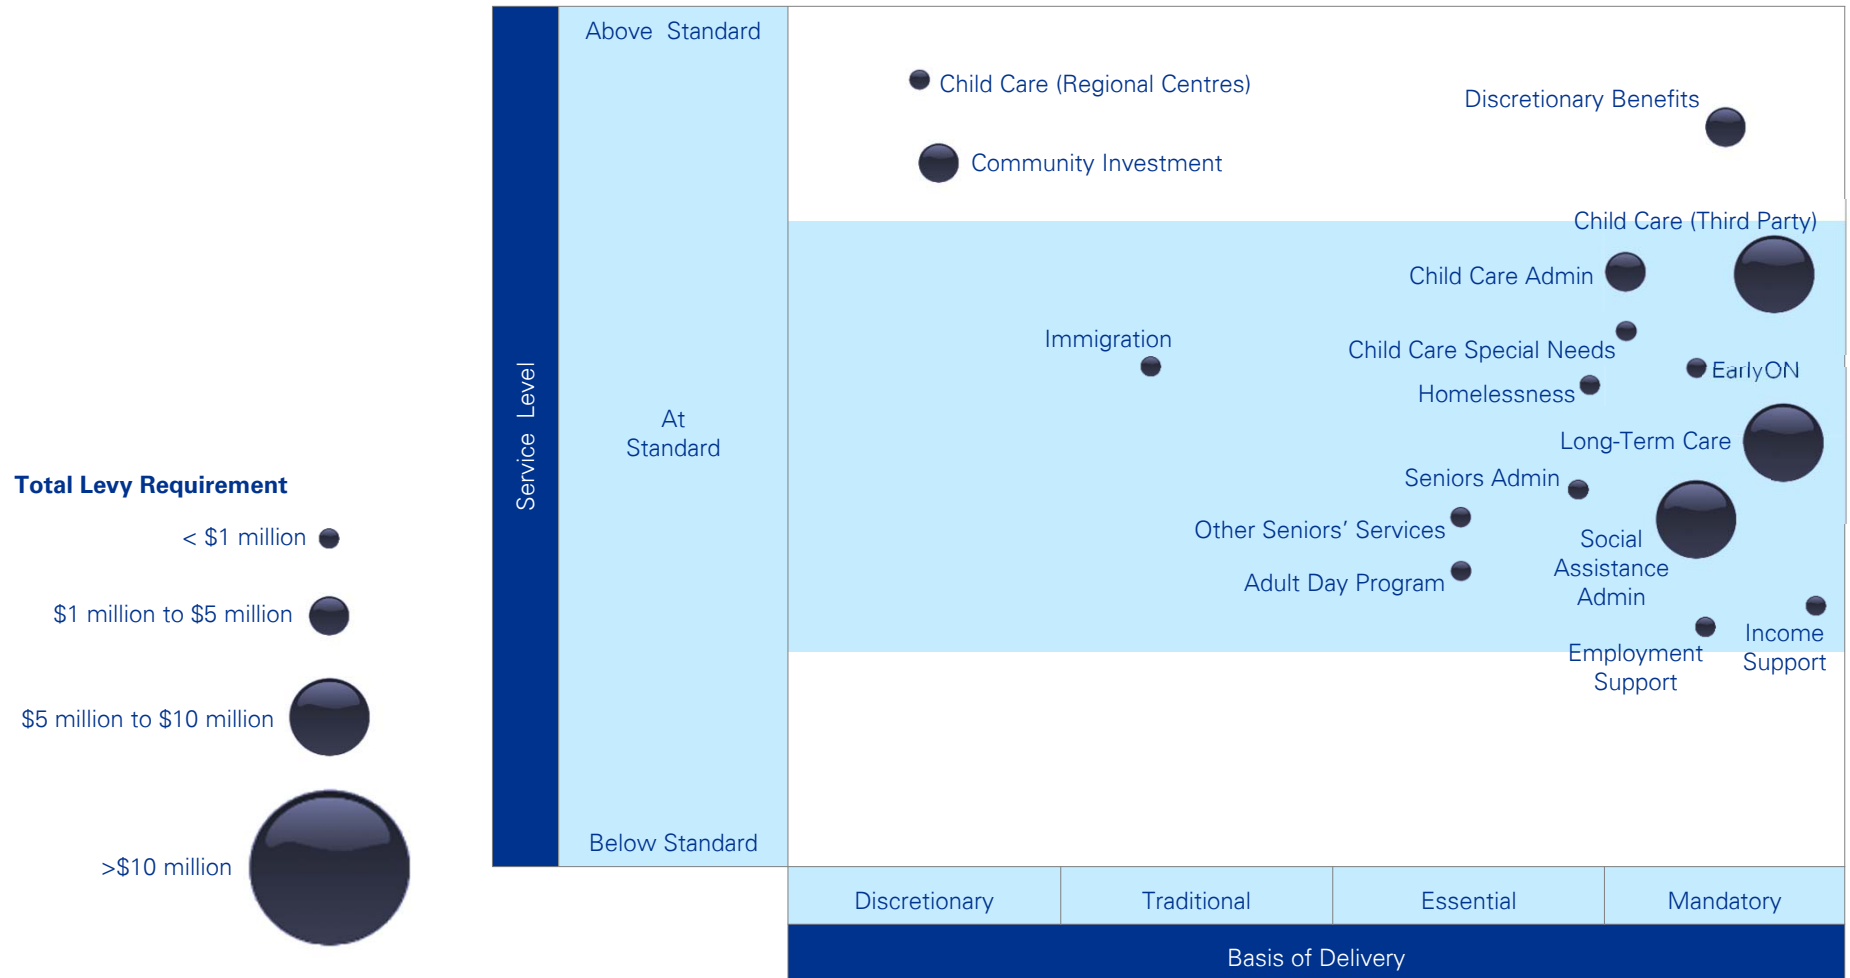 Above Standard
Child Care (Regional Centres)
Discretionary Benefits
Community Investment
Child Care (Third Party)
Child Care Admin
Immigration
Child Care Special Needs
EarlyON
Homelessness
Service Level
At
Standard
Long-Term Care
Seniors Admin
Other Seniors’ Services
Social
Assistance
Admin
Adult Day Program
Income
Support
Employment
Support
Below Standard
Total Levy Requirement
< $1 million
$1 million to $5 million
$5 million to $10 million
>$10 million
Discretionary
Traditional
Essential
Mandatory
Basis of Delivery